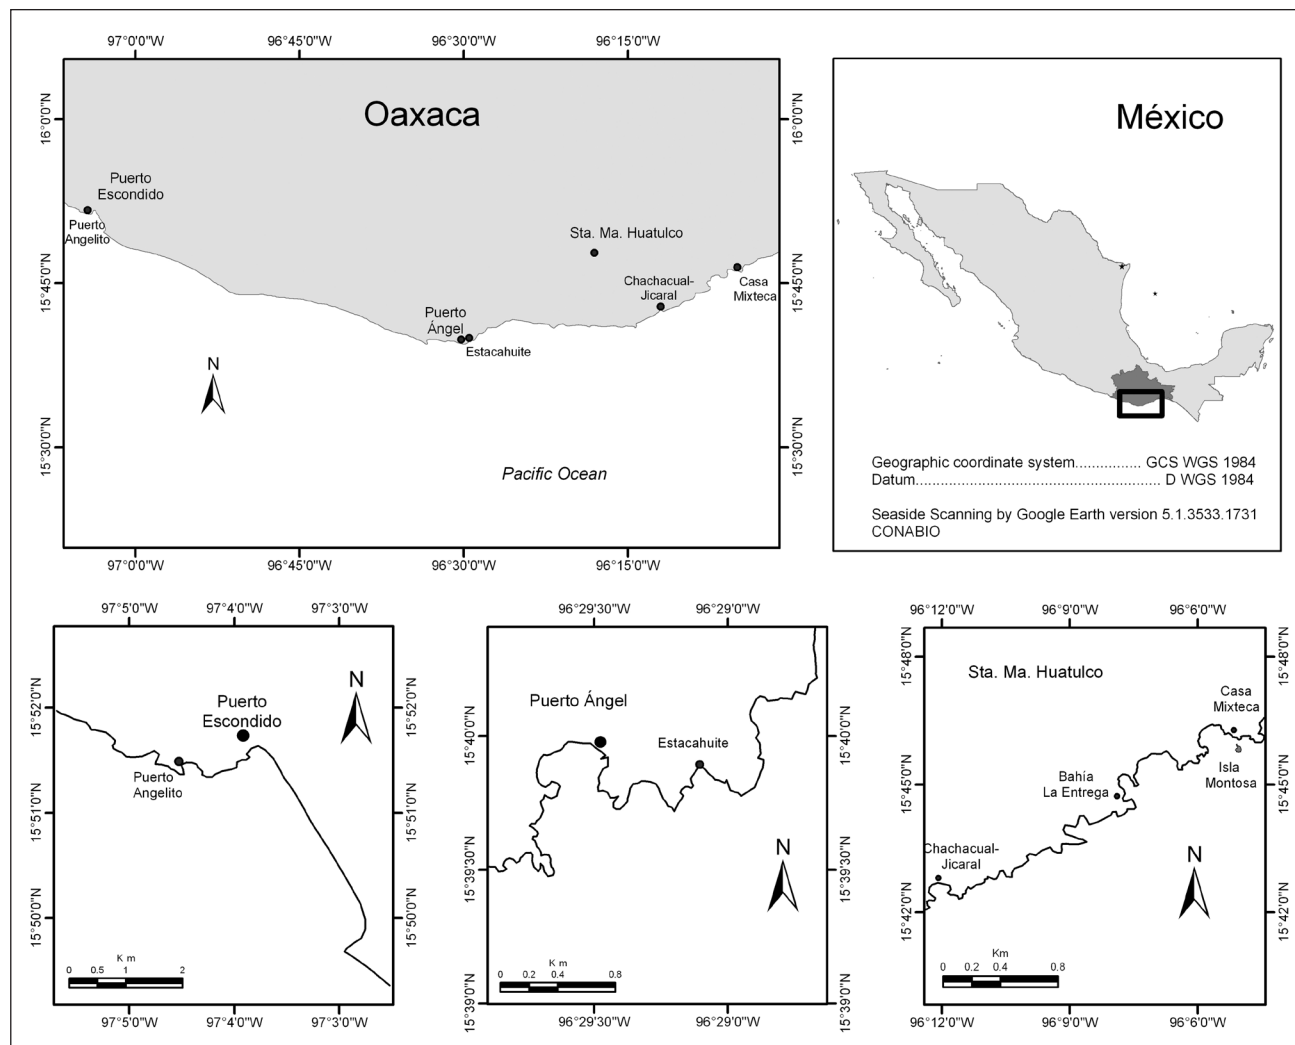 97°0'0"W 96°45'0"W 96°30'0"W 96°15'0"W
16°0'0"N
15°45'0"N
15°30'0"N
Oaxaca
Puerto
Escondido
Puerto
Angelito
Sta. Ma. Huatulco
Chachacual-
Jicaral
Casa
Mixteca
Puerto
Ángel
Estacahuite
N
Pacific Ocean
16°0'0"N
15°45'0"N
15°30'0"N
97°0'0"W 96°45'0"W 96°30'0"W 96°15'0"W
México
Geographic coordinate system................ GCS WGS 1984
Datum........................................................ D WGS 1984
Seaside Scanning by Google Earth version 5.1.3533.1731
CONABIO
97°5'0"W 97°4'0"W 97°3'0"W
15°52'0"N
15°51'0"N
15°50'0"N
N
Puerto
Escondido
Puerto
Angelito
Km
0 0.5 1 2
15°52'0"N
15°51'0"N
15°50'0"N
97°5'0"W 97°4'0"W 97°3'0"W
96°29'30"W 96°29'0"W
Puerto Ángel
Estacahuite
N
Km
0 0.2 0.4 0.8
15°40'0"N
15°39'30"N
15°39'0"N
15°40'0"N
15°39'30"N
15°39'0"N
96°29'30"W 96°29'0"W
96°12'0"W 96°9'0"W 96°6'0"W
15°48'0"N
15°45'0"N
15°42'0"N
Sta. Ma. Huatulco
Casa
Mixteca
Isla
Montosa
Bahía
La Entrega
Chachacual-
Jicaral
N
Km
0 0.2 0.4 0.8
15°48'0"N
15°45'0"N
15°42'0"N
96°12'0"W 96°9'0"W 96°6'0"W